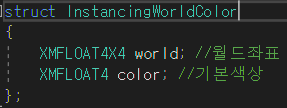 struct InstancingWorldColor
{
XMFLOAT4X4 world; //월드좌표
XMFLOAT4 color; //기본색상
};